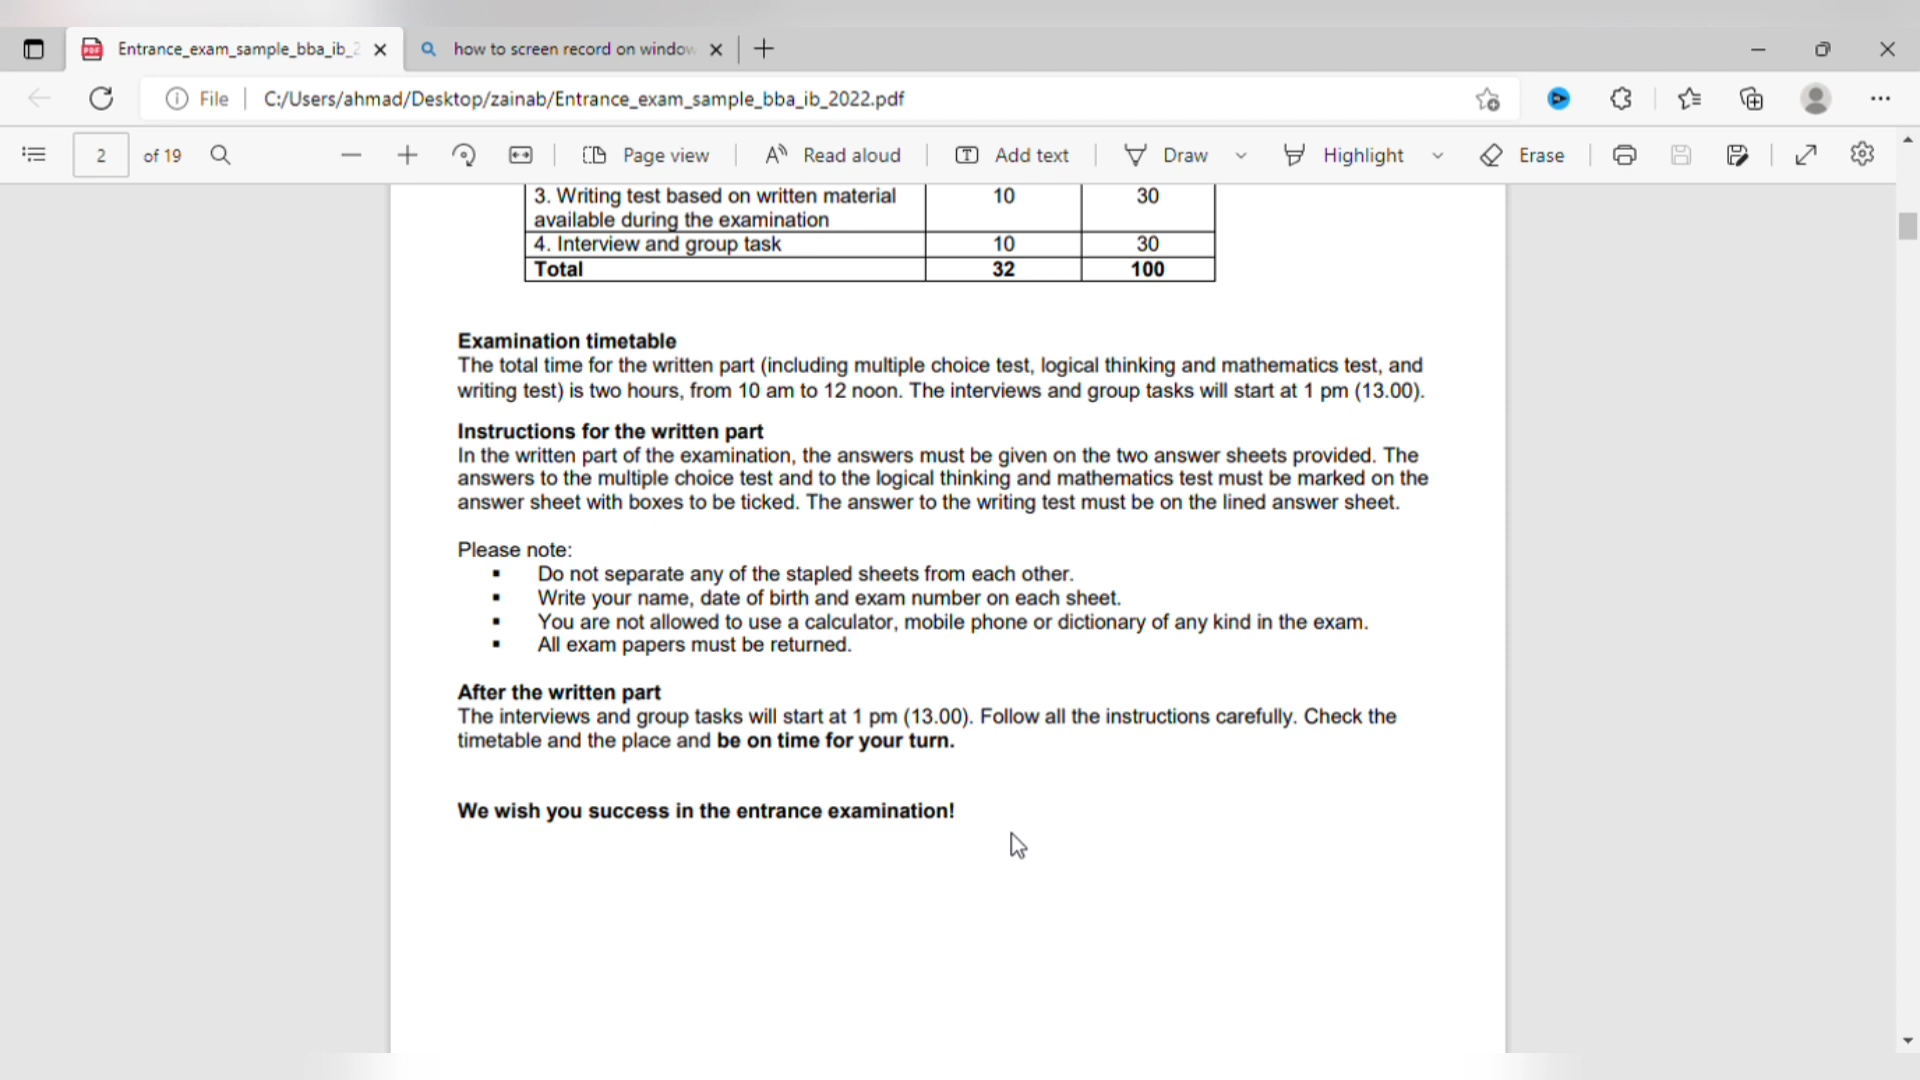 Entrance_exam_sample_bba_ib_2
how to screen record on window
File
C:/Users/ahmad/Desktop/zainab/Entrance_exam_sample_bba_ib_2022.pdf
2 of 19
Page view
Read aloud
Add text
Draw
Highlight
Erase
3. Writing test based on written material available during the examination 10 30
4. Interview and group task 10 30
Total 32 100
Examination timetable
The total time for the written part (including multiple choice test, logical thinking and mathematics test, and
writing test) is two hours, from 10 am to 12 noon. The interviews and group tasks will start at 1 pm (13.00).
Instructions for the written part
In the written part of the examination, the answers must be given on the two answer sheets provided. The
answers to the multiple choice test and to the logical thinking and mathematics test must be marked on the
answer sheet with boxes to be ticked. The answer to the writing test must be on the lined answer sheet.
Please note:
▪ Do not separate any of the stapled sheets from each other.
▪ Write your name, date of birth and exam number on each sheet.
▪ You are not allowed to use a calculator, mobile phone or dictionary of any kind in the exam.
▪ All exam papers must be returned.
After the written part
The interviews and group tasks will start at 1 pm (13.00). Follow all the instructions carefully. Check the
timetable and the place and be on time for your turn.
We wish you success in the entrance examination!